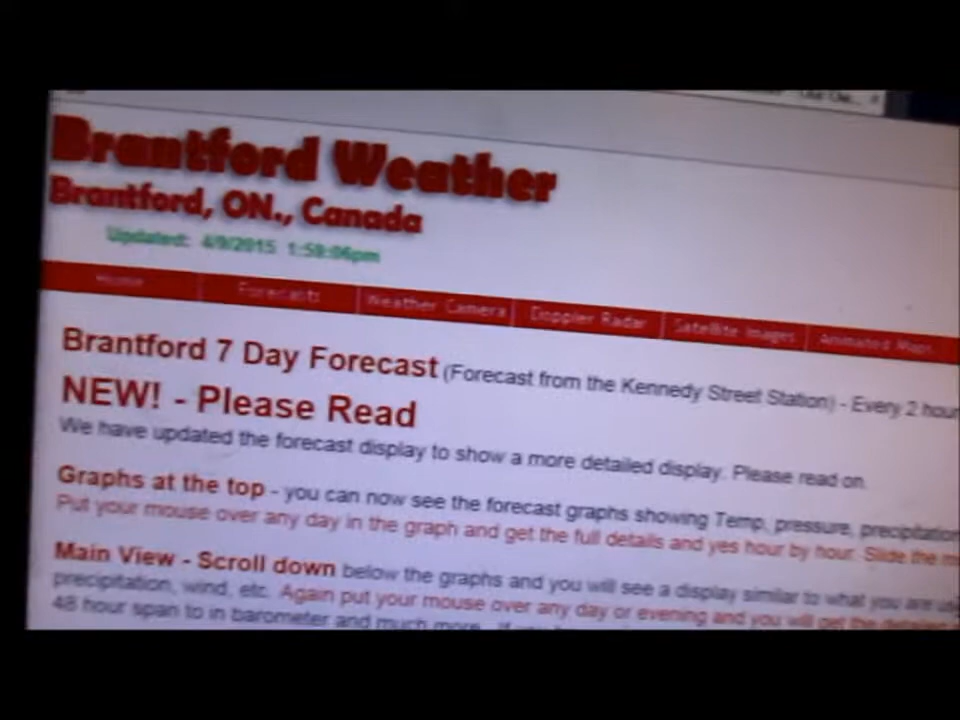 Brantford Weather
Brantford, ON., Canada
Updated: 4/9/2015 1:59:06pm
Home Forecasts Weather Camera Doppler Radar Satellite Images Animated Maps
Brantford 7 Day Forecast (Forecast from the Kennedy Street Station) - Every 2 hour
NEW! - Please Read
We have updated the forecast display to show a more detailed display. Please read on.
Graphs at the top - you can now see the forecast graphs showing Temp, pressure, precipitation
Put your mouse over any day in the graph and get the full details and yes hour by hour. Slide the
Main View - Scroll down below the graphs and you will see a display similar to what you are
precipitation, wind, etc. Again put your mouse over any day or evening and you will get the detailed
48 hour span to in barometer and much more.